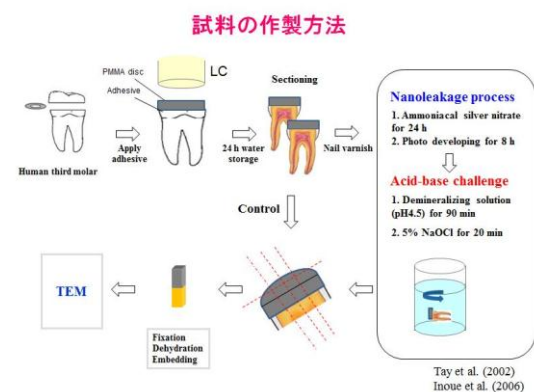 試料の作製方法
PMMA disc
Adhesive
LC
Human third molar
Apply
adhesive
24 h water
storage
Sectioning
Nail varnish
Nanoleakage process
1. Ammoniacal silver nitrate
for 24 h
2. Photo developing for 8 h
Acid-base challenge
1. Demineralizing solution
(pH4.5) for 90 min
2. 5% NaOCl for 20 min
Control
TEM
Fixation
Dehydration
Embedding
Tay et al. (2002)
Inoue et al. (2006)